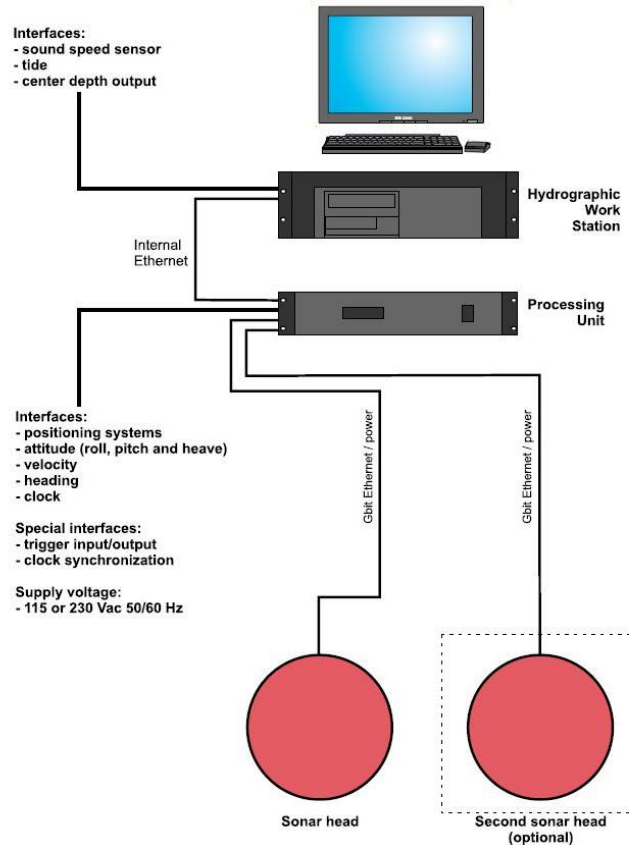 Interfaces:
- sound speed sensor
- tide
- center depth output
Hydrographic
Work
Station
Internal
Ethernet
Processing
Unit
Interfaces:
- positioning systems
- attitude (roll, pitch and heave)
- velocity
- heading
- clock
Special interfaces:
- trigger input/output
- clock synchronization
Supply voltage:
- 115 or 230 Vac 50/60 Hz
Gbit Ethernet / power
Gbit Ethernet / power
Sonar head
Second sonar head
(optional)